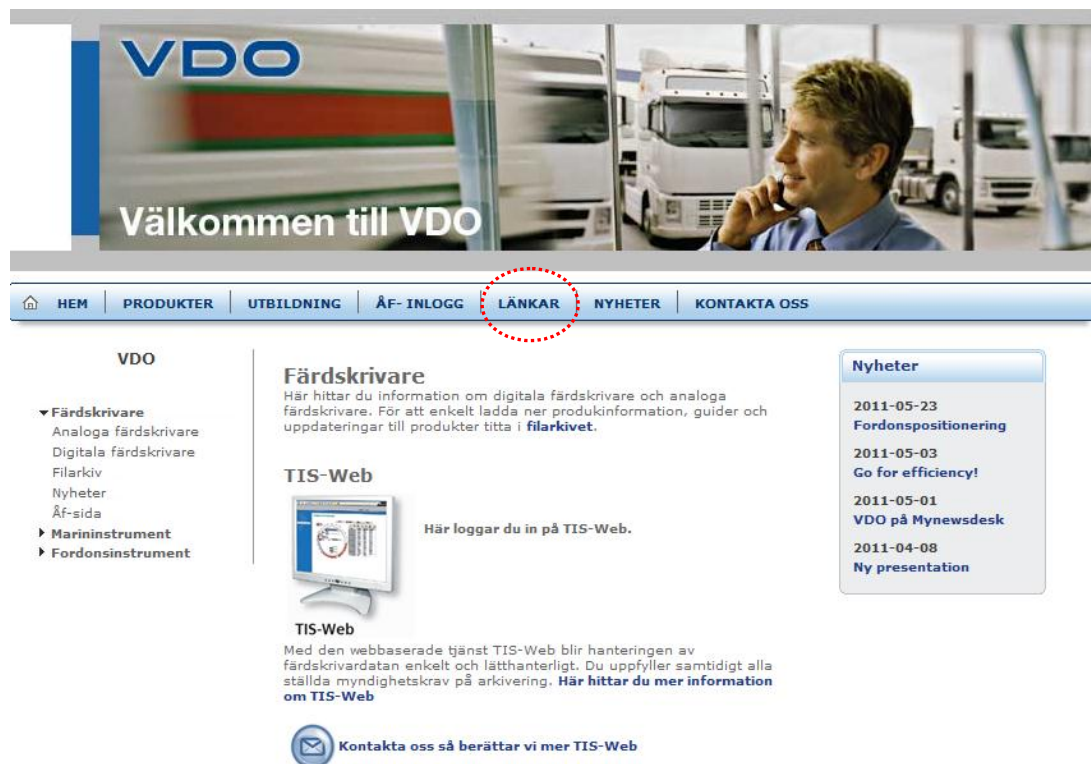 VDO
Välkommen till VDO
HEM
PRODUKTER
UTBILDNING
ÅF- INLOGG
LÄNKAR
NYHETER
KONTAKTA OSS
VDO
Färdskrivare
Analoga färdskrivare
Digitala färdskrivare
Filarkiv
Nyheter
Åf-sida
Marininstrument
Fordonsinstrument
Färdskrivare
Här hittar du information om digitala färdskrivare och analoga
färdskrivare. För att enkelt ladda ner produkinformation, guider och
uppdateringar till produkter titta i filarkivet.
TIS-Web
Här loggar du in på TIS-Web.
TIS-Web
Med den webbaserade tjänst TIS-Web blir hanteringen av
färdskrivardatan enkelt och lätthanterligt. Du uppfyller samtidigt alla
ställda myndighetskrav på arkivering. Här hittar du mer information
om TIS-Web
Kontakta oss så berättar vi mer TIS-Web
Nyheter
2011-05-23
Fordonspositionering
2011-05-03
Go for efficiency!
2011-05-01
VDO på Mynewsdesk
2011-04-08
Ny presentation